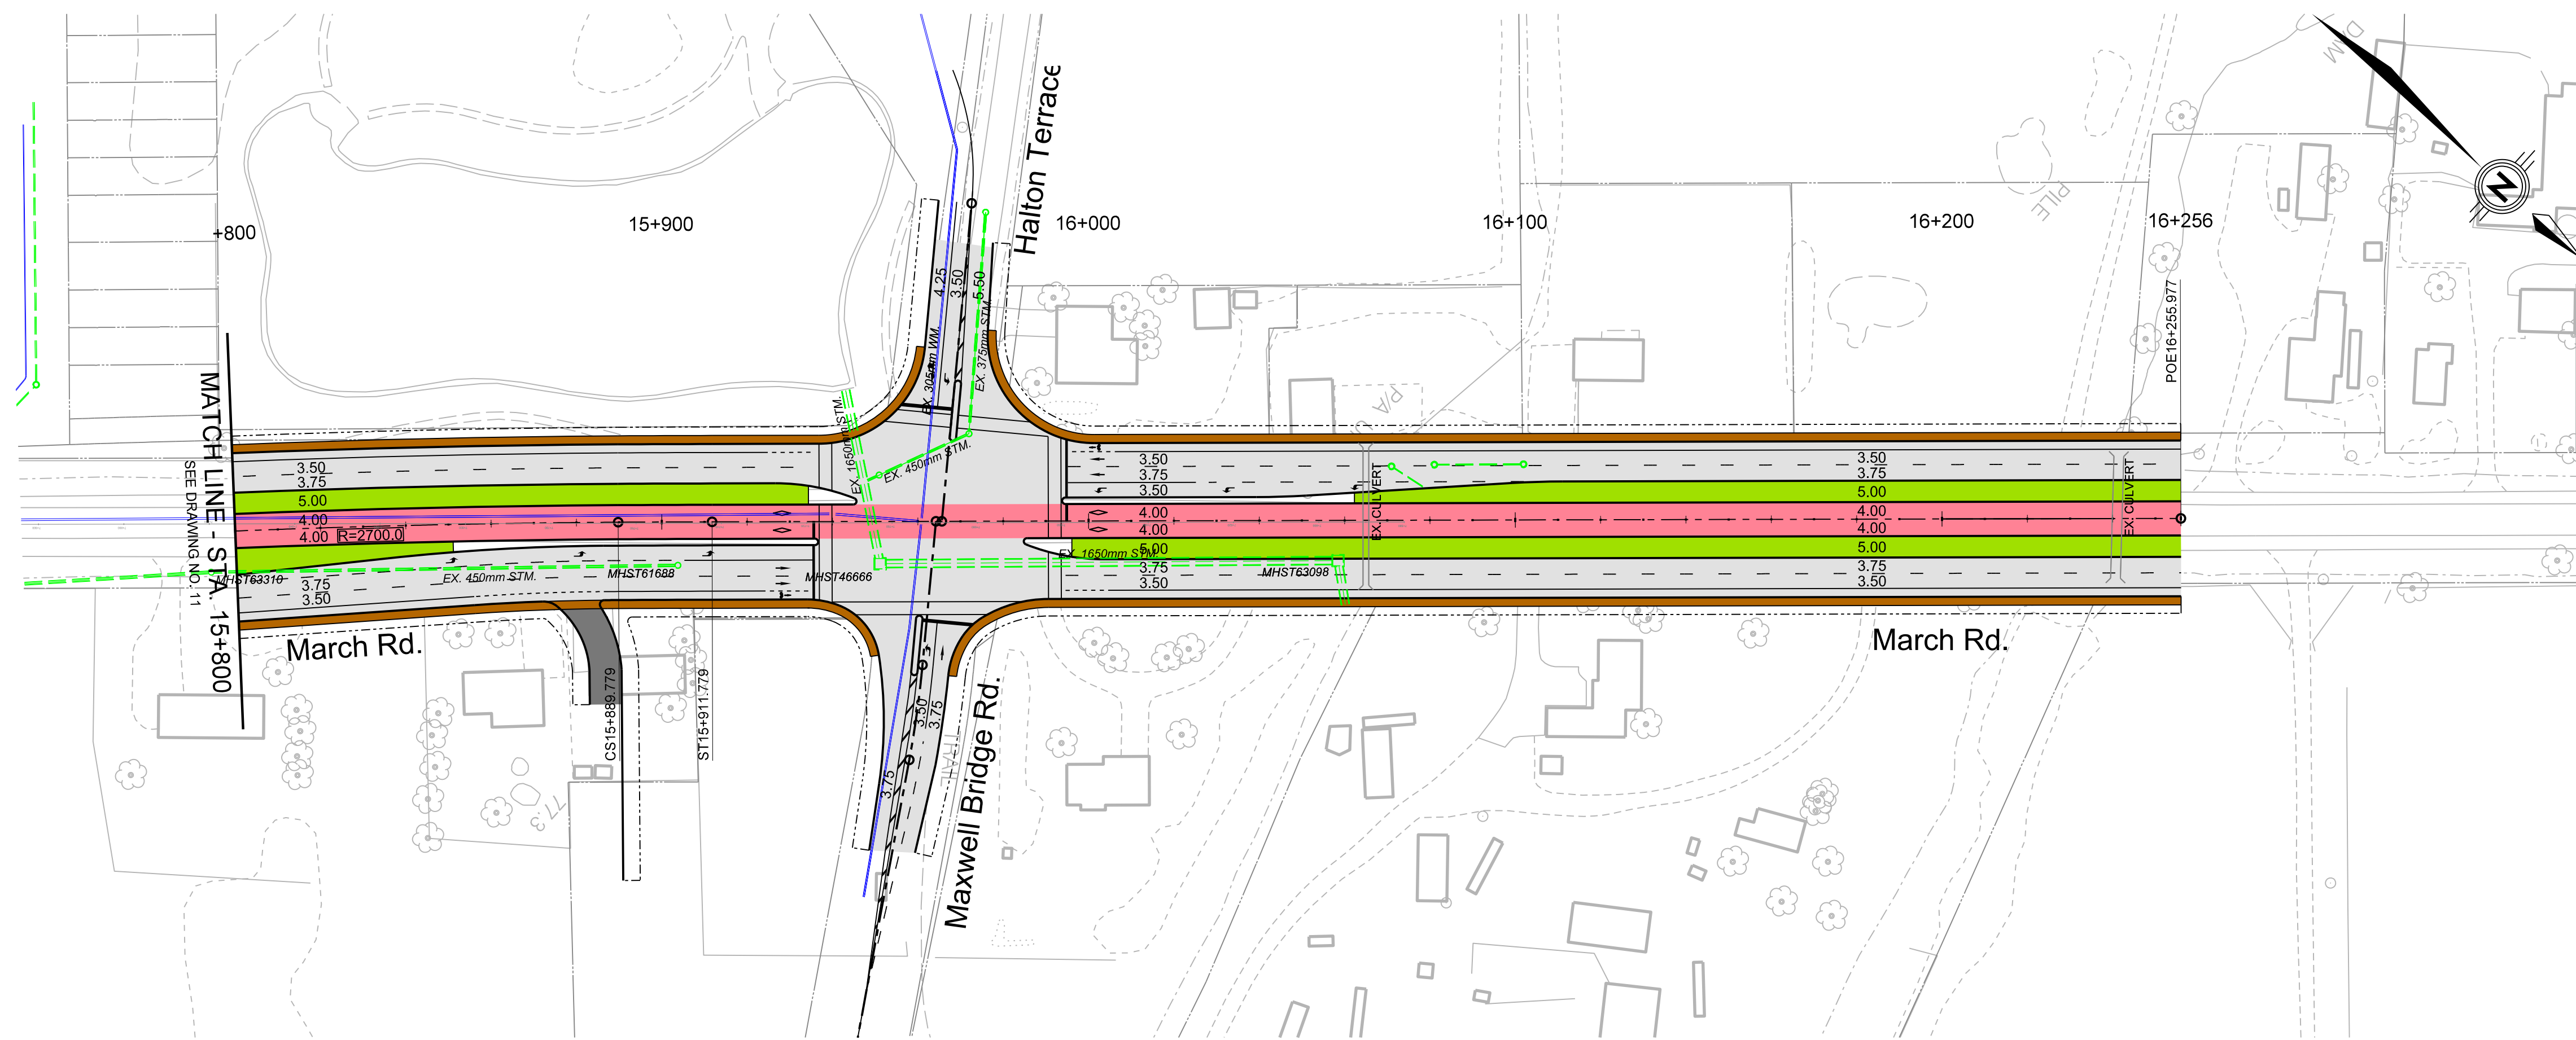 Halton Terrace
DAM
N
PILE
+800
15+900
16+000
16+100
16+200
16+256
POE16+255.977
4.25
3.50
5.50
EX. 305mm WM.
EX. 375mm STM.
EX. 1650mm STM.
EX. 450mm STM.
P/A
MATCH LINE - STA. 15+800
SEE DRAWING NO. 11
3.50
3.75
5.00
4.00
4.00
R=2700.0
3.75
3.50
3.50
3.75
3.50
4.00
4.00
5.00
3.75
3.50
3.50
3.75
5.00
4.00
4.00
5.00
3.75
3.50
EX. CULVERT
EX. CULVERT
EX. 1650mm STM.
MHST63310
EX. 450mm STM.
MHST61688
MHST46666
MHST63098
March Rd.
March Rd.
CS15+889.779
ST15+911.779
3.50
3.75
3.75
Maxwell Bridge Rd.